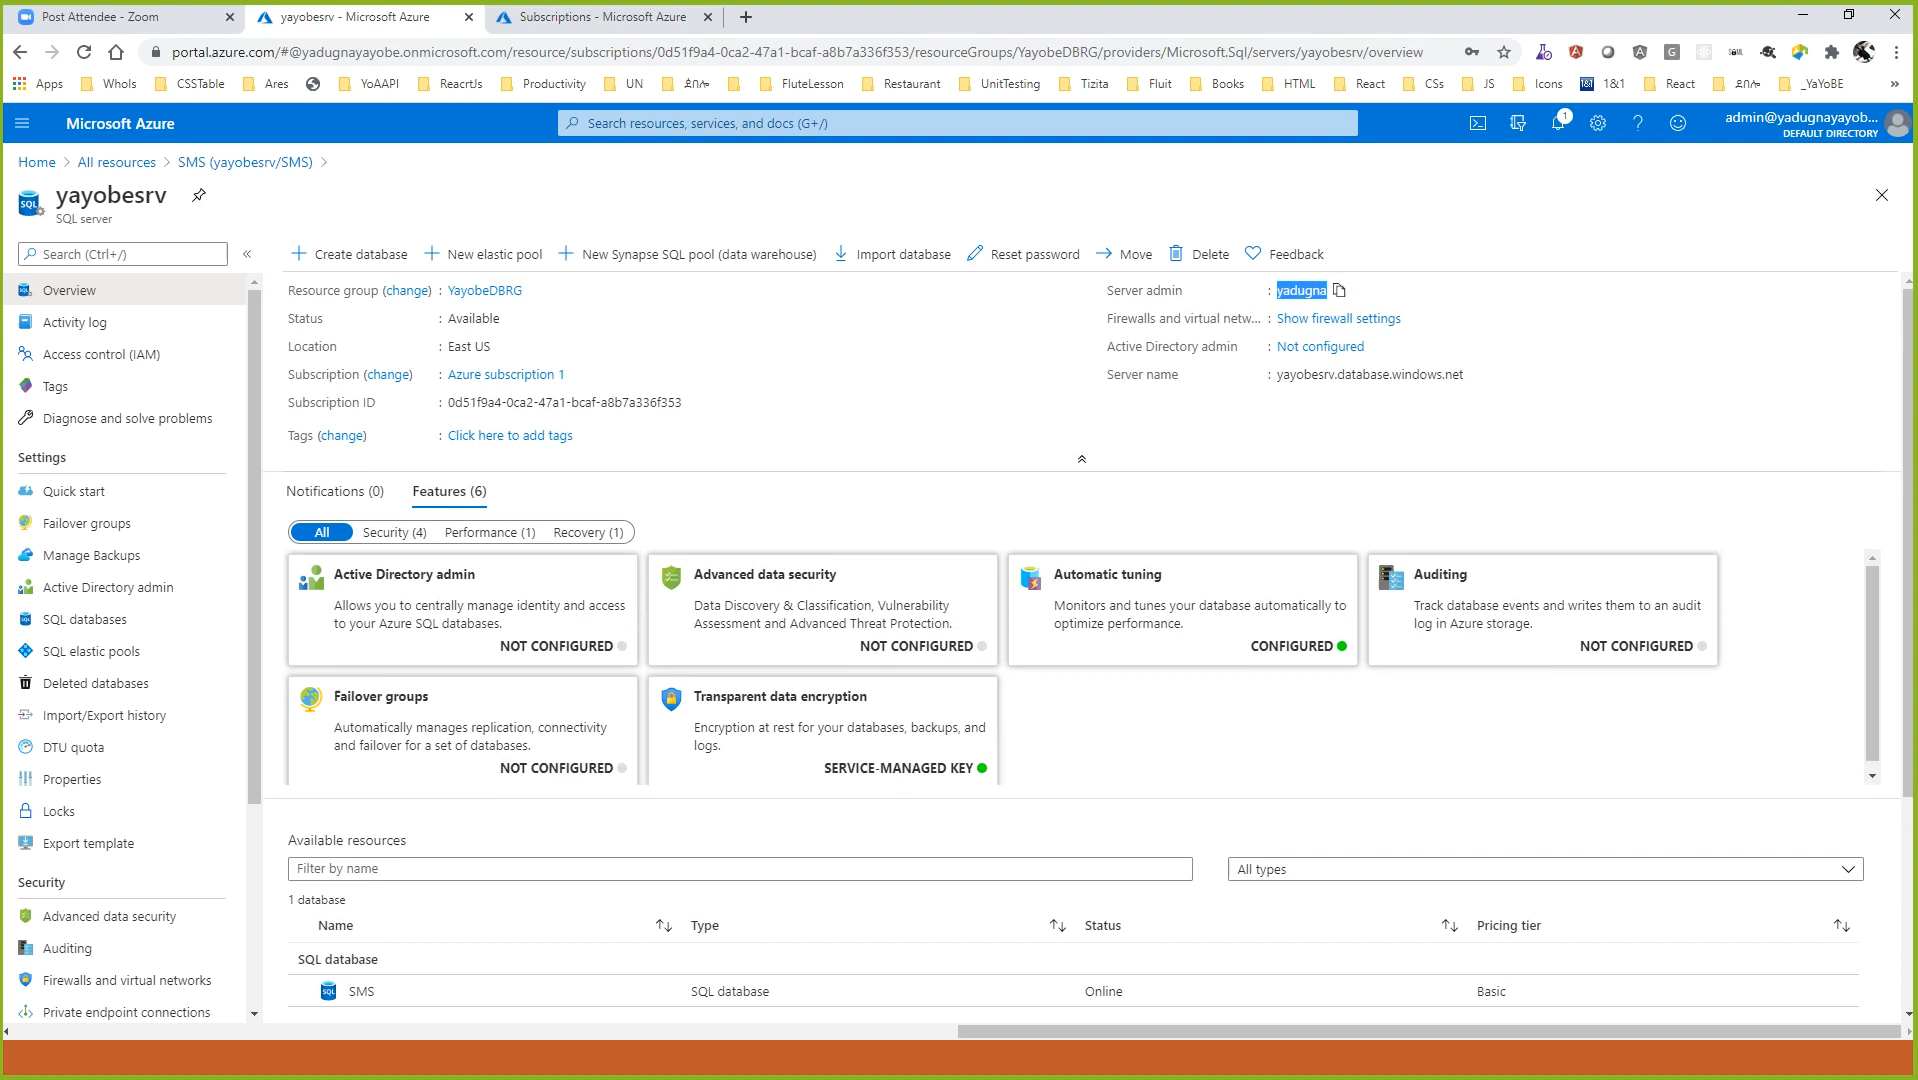 Post Attendee - Zoom
yayobesrv - Microsoft Azure
Subscriptions - Microsoft Azure
portal.azure.com/#@yadugnayayobe.onmicrosoft.com/resource/subscriptions/0d51f9a4-0ca2-47a1-bcaf-a8b7a336f353/resourceGroups/YayobeDBRG/providers/Microsoft.Sql/servers/yayobesrv/overview
Apps WhoIs CSSTable Ares YoAAPI ReactrJs Productivity UN FluteLesson Restaurant UnitTesting Tizita Fluit Books HTML React CSs JS Icons 1&1 React _YaYoBE »
Microsoft Azure
Search resources, services, and docs (G+/)
1
admin@yadugnayayob...
DEFAULT DIRECTORY
Home > All resources > SMS (yayobesrv/SMS) >
yayobesrv
SQL server
Search (Ctrl+/)
«
Create database New elastic pool New Synapse SQL pool (data warehouse) Import database Reset password Move Delete Feedback
Overview
Activity log
Access control (IAM)
Tags
Diagnose and solve problems
Settings
Quick start
Failover groups
Manage Backups
Active Directory admin
SQL databases
SQL elastic pools
Deleted databases
Import/Export history
DTU quota
Properties
Locks
Export template
Security
Advanced data security
Auditing
Firewalls and virtual networks
Private endpoint connections
Resource group (change) : YayobeDBRG
Status : Available
Location : East US
Subscription (change) : Azure subscription 1
Subscription ID : 0d51f9a4-0ca2-47a1-bcaf-a8b7a336f353
Tags (change) : Click here to add tags
Server admin : yadugna
Firewalls and virtual netw... : Show firewall settings
Active Directory admin : Not configured
Server name : yayobesrv.database.windows.net
Notifications (0) Features (6)
All Security (4) Performance (1) Recovery (1)
Active Directory admin
Allows you to centrally manage identity and access
to your Azure SQL databases.
NOT CONFIGURED
Advanced data security
Data Discovery & Classification, Vulnerability
Assessment and Advanced Threat Protection.
NOT CONFIGURED
Automatic tuning
Monitors and tunes your database automatically to
optimize performance.
CONFIGURED
Auditing
Track database events and writes them to an audit
log in Azure storage.
NOT CONFIGURED
Failover groups
Automatically manages replication, connectivity
and failover for a set of databases.
NOT CONFIGURED
Transparent data encryption
Encryption at rest for your databases, backups, and
logs.
SERVICE-MANAGED KEY
Available resources
Filter by name
All types
1 database
Name Type Status Pricing tier
SQL database
SMS SQL database Online Basic